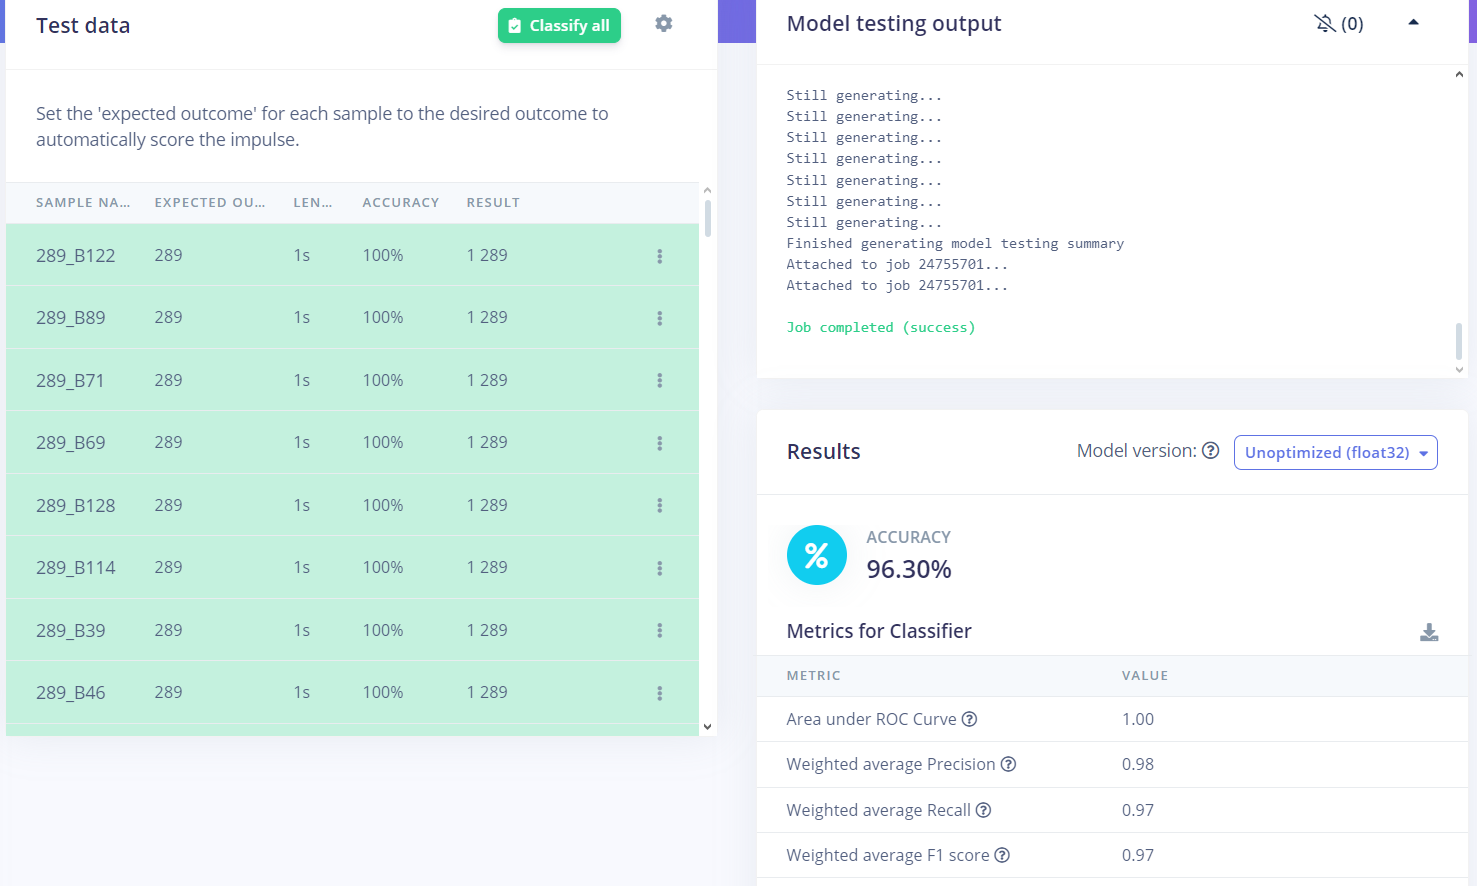 Test data
Classify all
Set the 'expected outcome' for each sample to the desired outcome to
automatically score the impulse.
SAMPLE NA... EXPECTED OU... LEN... ACCURACY RESULT
289_B122 289 1s 100% 1 289
289_B89 289 1s 100% 1 289
289_B71 289 1s 100% 1 289
289_B69 289 1s 100% 1 289
289_B128 289 1s 100% 1 289
289_B114 289 1s 100% 1 289
289_B39 289 1s 100% 1 289
289_B46 289 1s 100% 1 289
Model testing output
(0)
Still generating...
Still generating...
Still generating...
Still generating...
Still generating...
Still generating...
Still generating...
Finished generating model testing summary
Attached to job 24755701...
Attached to job 24755701...
Job completed (success)
Results
Model version: ? Unoptimized (float32)
%
ACCURACY
96.30%
Metrics for Classifier
METRIC VALUE
Area under ROC Curve ? 1.00
Weighted average Precision ? 0.98
Weighted average Recall ? 0.97
Weighted average F1 score ? 0.97